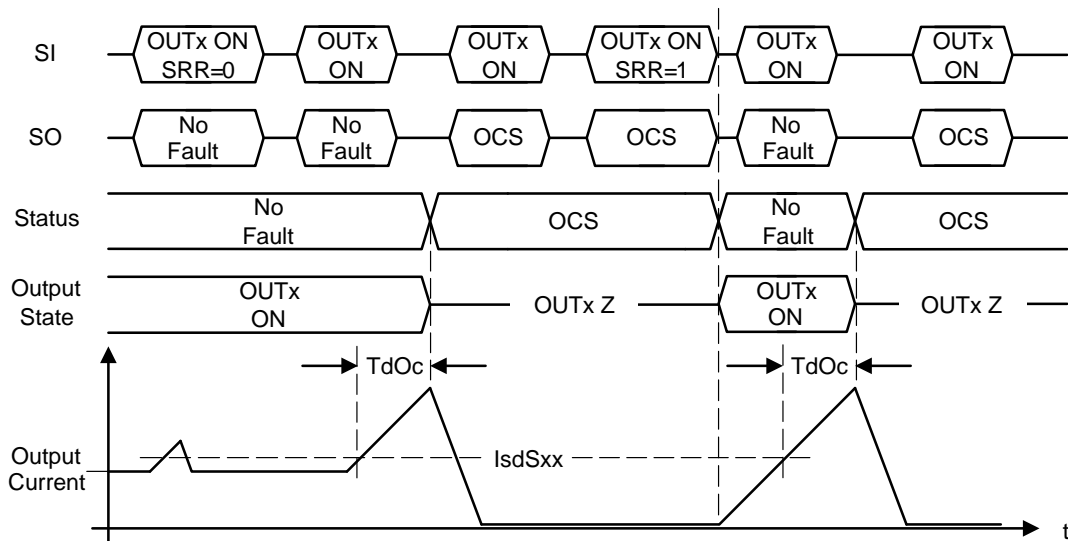 SI
OUTx ON
SRR=0
OUTx
ON
OUTx
ON
OUTx ON
SRR=1
OUTx
ON
OUTx
ON
SO
No
Fault
No
Fault
OCS
OCS
No
Fault
OCS
Status
No
Fault
OCS
No
Fault
OCS
Output
State
OUTx
ON
OUTx Z
OUTx
ON
OUTx Z
TdOc
TdOc
Output
Current
IsdSxx
t